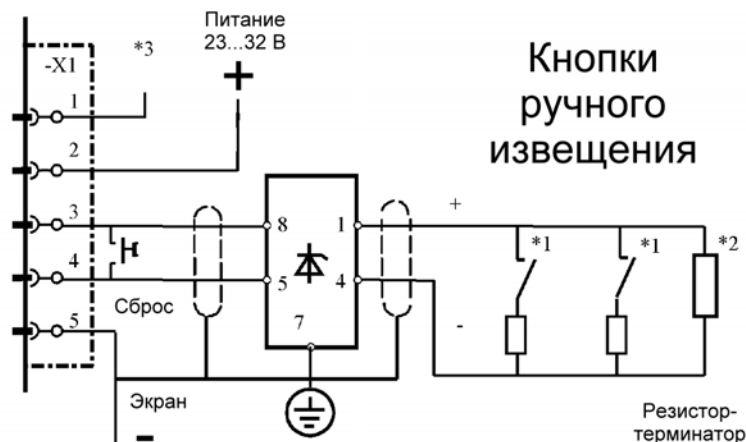 Питание
23...32 В
Кнопки
ручного
извещения
-X1
*3
1
2
3
4
5
Сброс
Экран
8
1
5
4
7
+
-
*1
*1
*2
Резистор-
терминатор